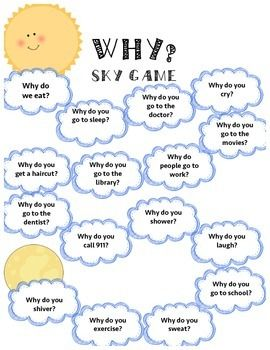 WHY?
SKY GAME
Why do
we eat?
Why do you
go to sleep?
Why do you
go to the
doctor?
Why do you
cry?
Why do you
get a haircut?
Why do you
go to the
library?
Why do
people go to
work?
Why do you
go to the
movies?
Why do you
go to the
dentist?
Why do you
call 911?
Why do you
shower?
Why do you
laugh?
Why do you
shiver?
Why do you
exercise?
Why do you
sweat?
Why do you
go to school?